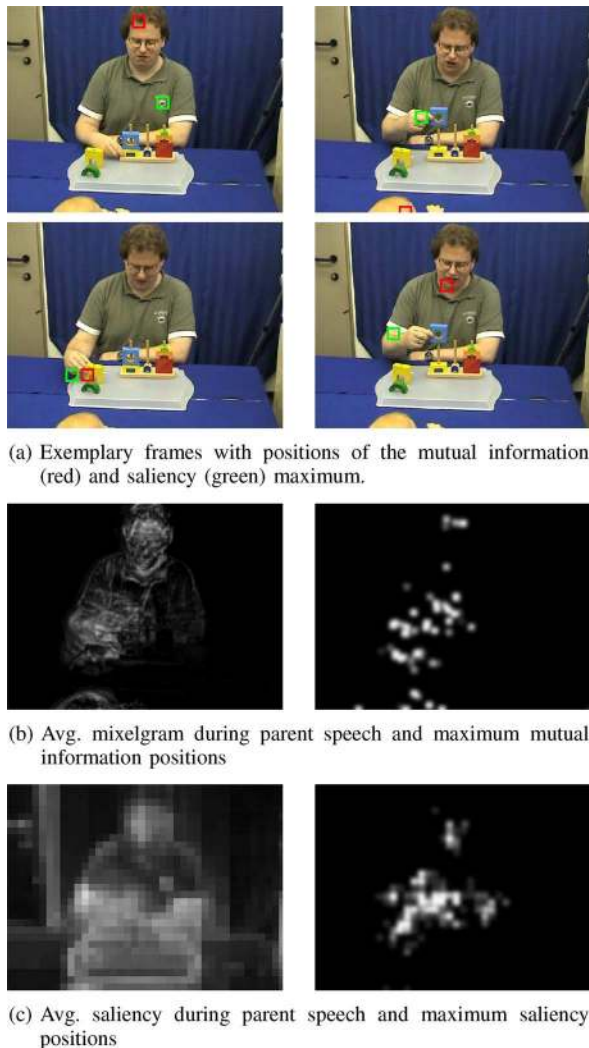 (a) Exemplary frames with positions of the mutual information
(red) and saliency (green) maximum.
(b) Avg. mixelgram during parent speech and maximum mutual
information positions
(c) Avg. saliency during parent speech and maximum saliency
positions